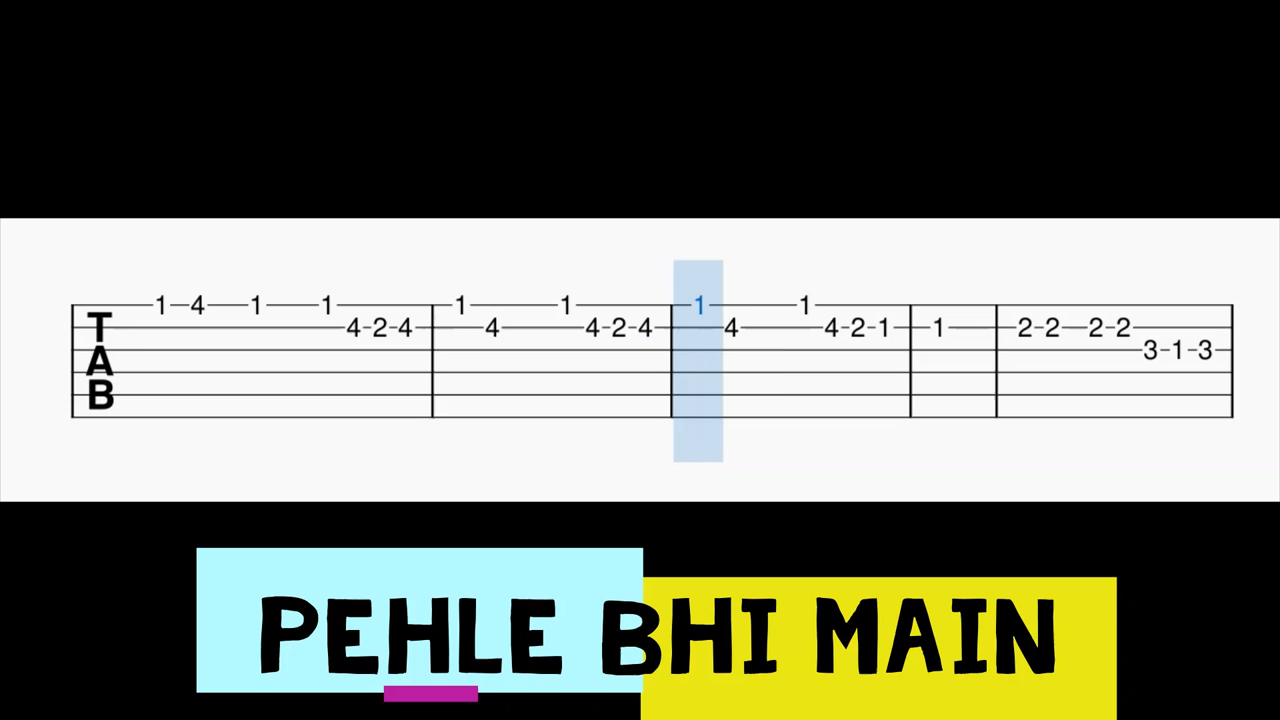 1 4 1 1 1 1 1 1
T 4-2-4 4 4-2-4 4 4-2-1 1 2-2 2-2
A 3-1-3
B
PEHLE BHI MAIN